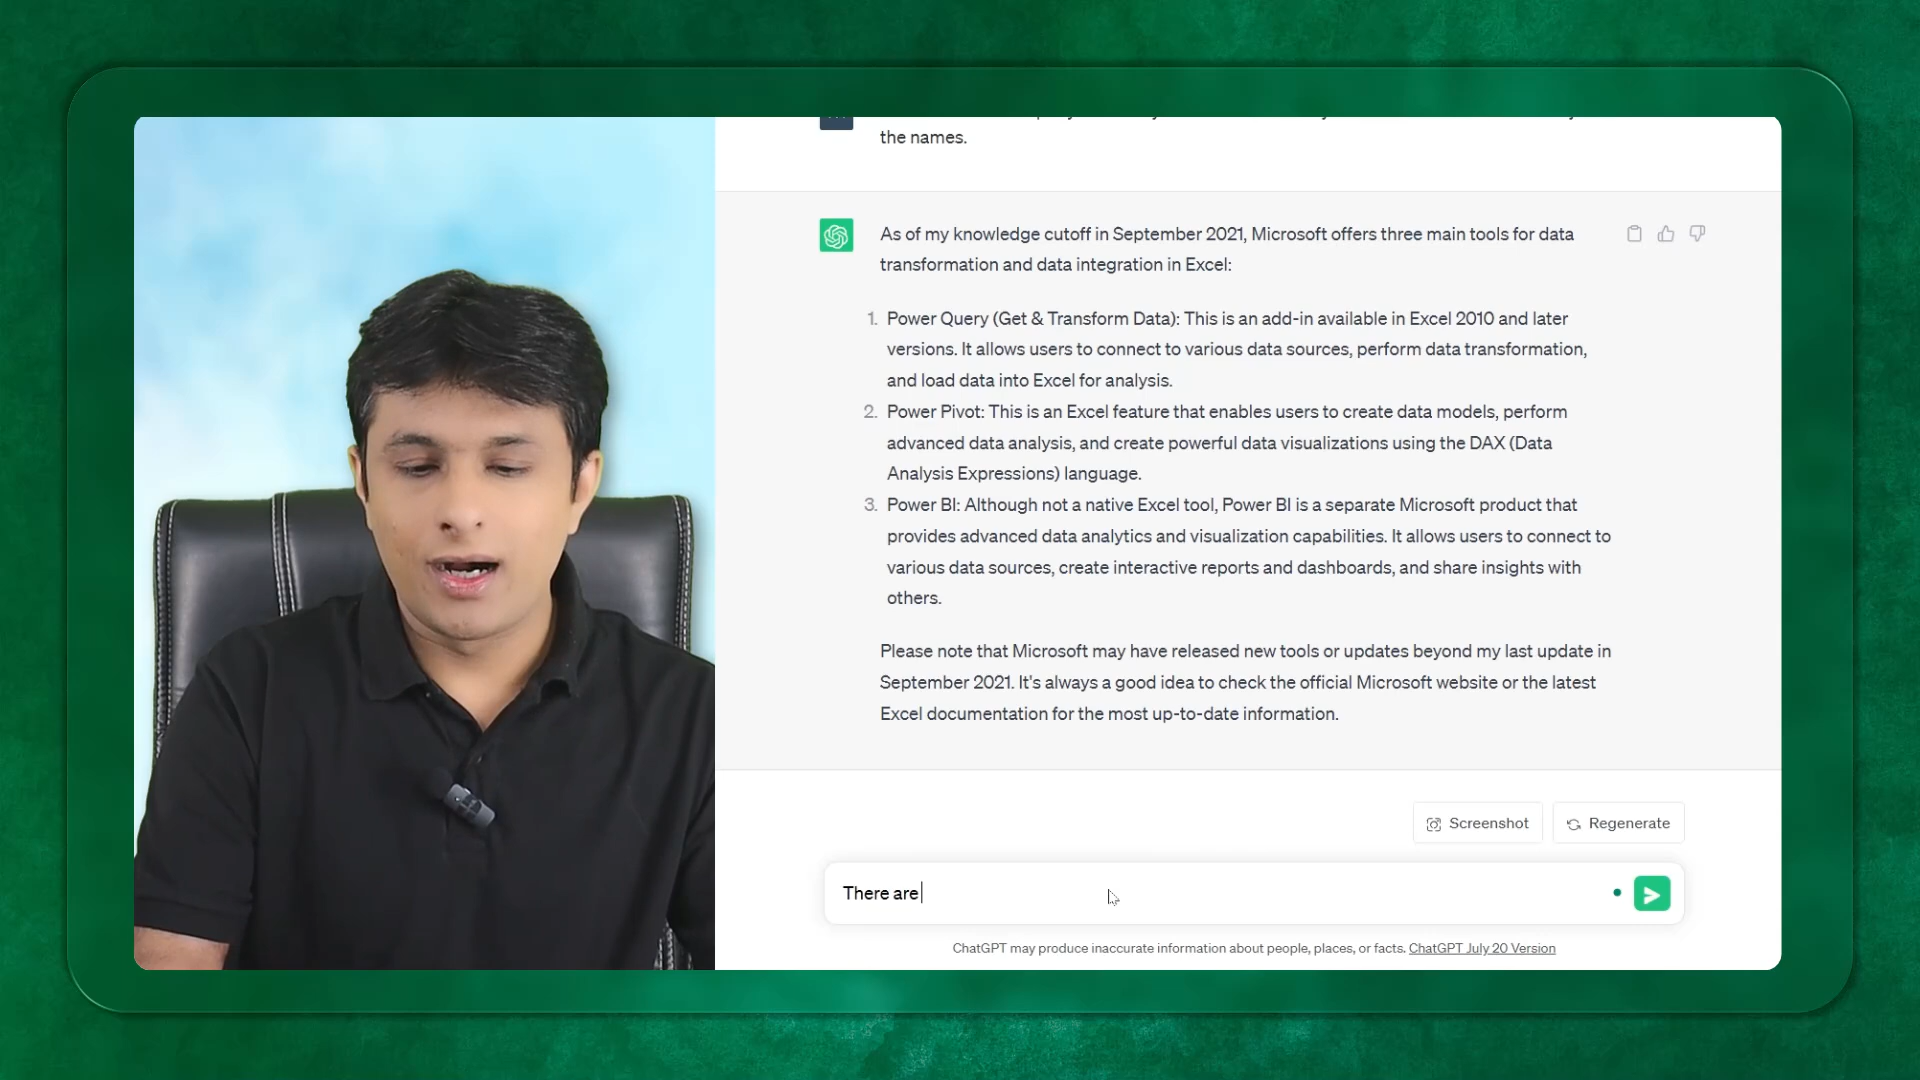 the names.
As of my knowledge cutoff in September 2021, Microsoft offers three main tools for data
transformation and data integration in Excel:
1. Power Query (Get & Transform Data): This is an add-in available in Excel 2010 and later
versions. It allows users to connect to various data sources, perform data transformation,
and load data into Excel for analysis.
2. Power Pivot: This is an Excel feature that enables users to create data models, perform
advanced data analysis, and create powerful data visualizations using the DAX (Data
Analysis Expressions) language.
3. Power BI: Although not a native Excel tool, Power BI is a separate Microsoft product that
provides advanced data analytics and visualization capabilities. It allows users to connect to
various data sources, create interactive reports and dashboards, and share insights with
others.
Please note that Microsoft may have released new tools or updates beyond my last update in
September 2021. It's always a good idea to check the official Microsoft website or the latest
Excel documentation for the most up-to-date information.
Screenshot
Regenerate
There are
ChatGPT may produce inaccurate information about people, places, or facts. ChatGPT July 20 Version